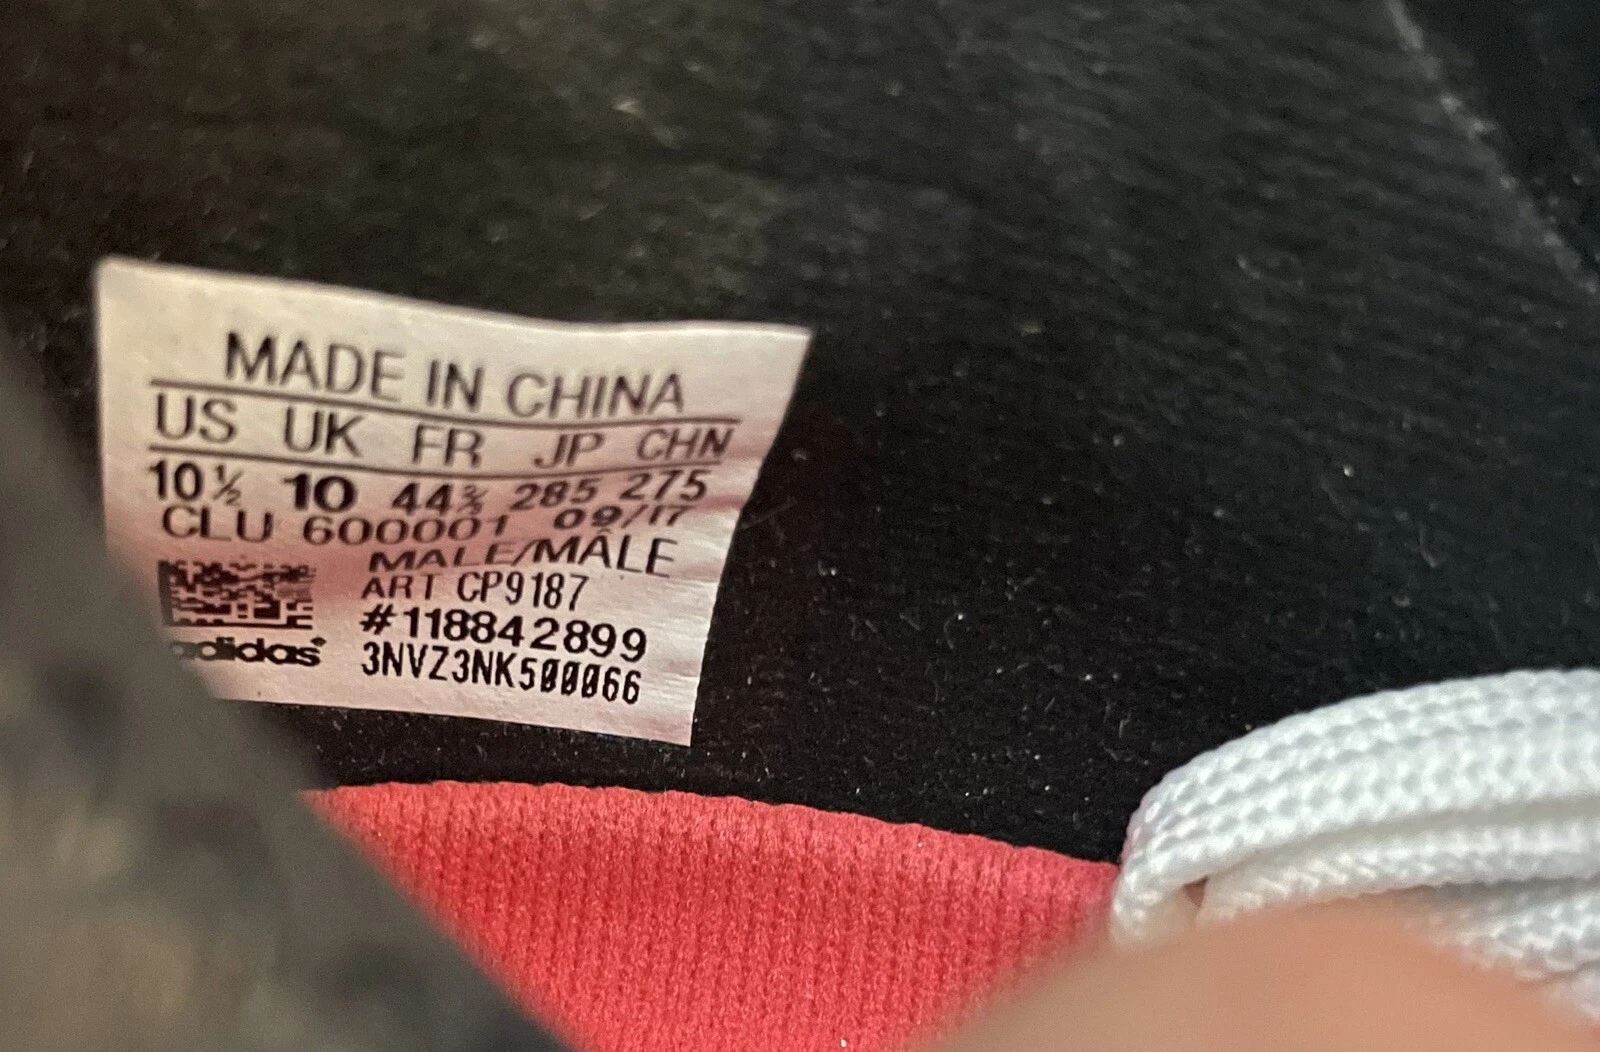 MADE IN CHINA
US UK FR JP CHN
10½ 10 44⅔ 285 275
CLU 600001 09/17
MALE/MÂLE
ART CP9187
#118842899
adidas®
3NVZ3NK500066